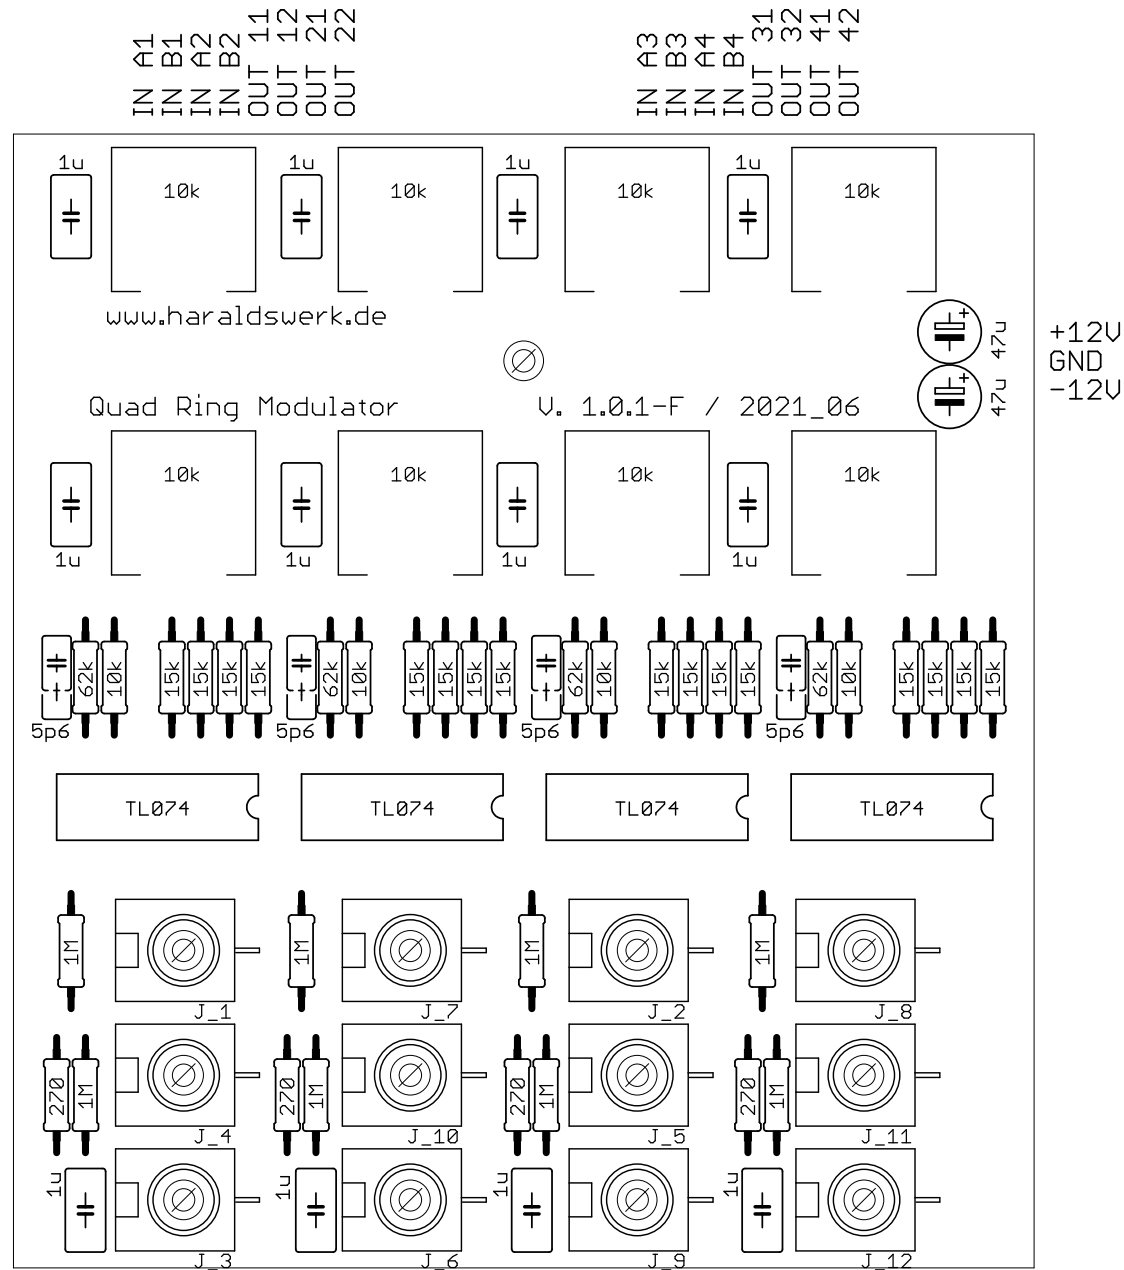 IN A1
IN B1
IN A2
IN B2
OUT 11
OUT 12
OUT 21
OUT 22
IN A3
IN B3
IN A4
IN B4
OUT 31
OUT 32
OUT 41
OUT 42
1u 1u 1u 1u
10k 10k 10k 10k
www.haraldswerk.de
47u
+12V
GND
-12V
47u
Quad Ring Modulator V. 1.0.1-F / 2021_06
10k 10k 10k 10k
1u 1u 1u 1u
62k 10k 15k 15k 15k 15k 62k 10k 15k 15k 15k 15k 62k 10k 15k 15k 15k 15k 62k 10k 15k 15k 15k 15k
5p6 5p6 5p6 5p6
TL074 TL074 TL074 TL074
1M 1M 1M 1M
J_1 J_7 J_2 J_8
270 1M 270 1M 270 1M 270 1M
J_4 J_10 J_5 J_11
1u 1u 1u 1u
J_3 J_6 J_9 J_12